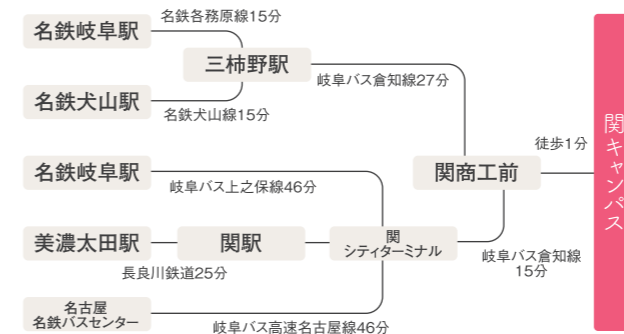 名鉄岐阜駅
名鉄各務原線15分
三柿野駅
岐阜バス倉知線27分
名鉄犬山駅
名鉄犬山線15分
名鉄岐阜駅
岐阜バス上之保線46分
関商工前
徒歩1分
関キャンパス
美濃太田駅
長良川鉄道25分
関駅
関
シティターミナル
岐阜バス倉知線
15分
名古屋
名鉄バスセンター
岐阜バス高速名古屋線46分